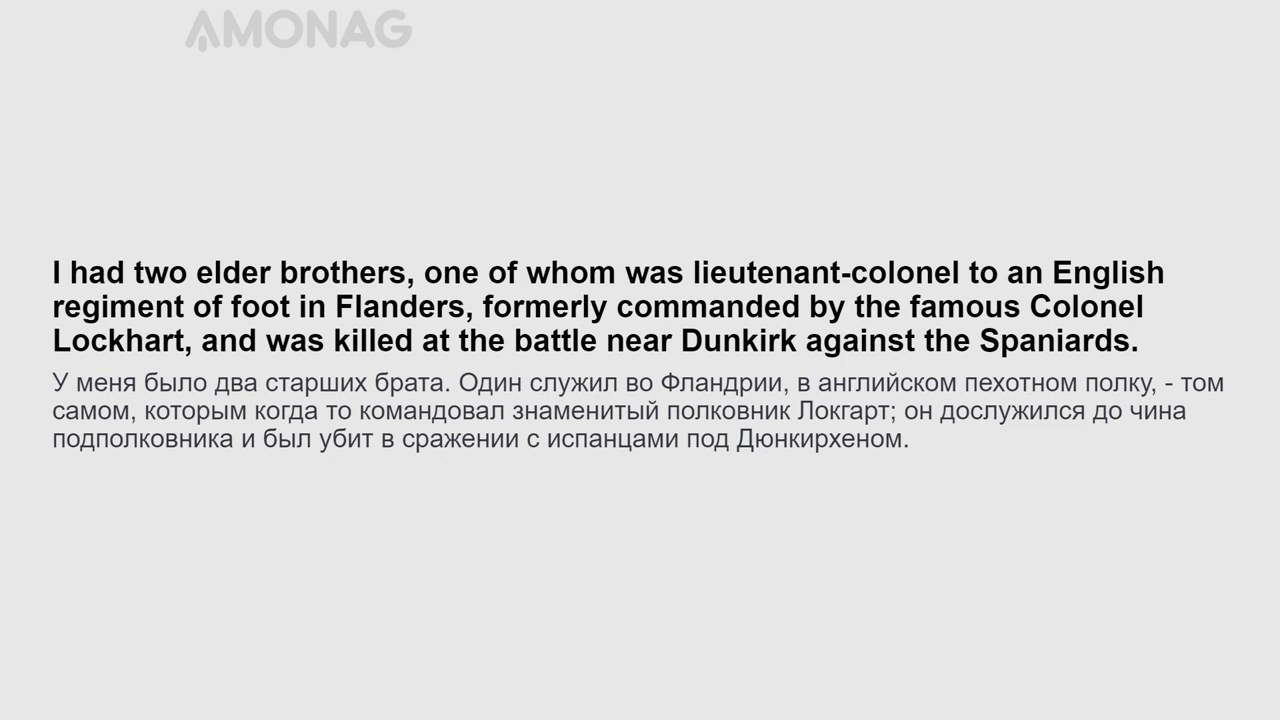 AMONAG
I had two elder brothers, one of whom was lieutenant-colonel to an English
regiment of foot in Flanders, formerly commanded by the famous Colonel
Lockhart, and was killed at the battle near Dunkirk against the Spaniards.
У меня было два старших брата. Один служил во Фландрии, в английском пехотном полку, - том
самом, которым когда то командовал знаменитый полковник Локгарт; он дослужился до чина
подполковника и был убит в сражении с испанцами под Дюнкирхеном.